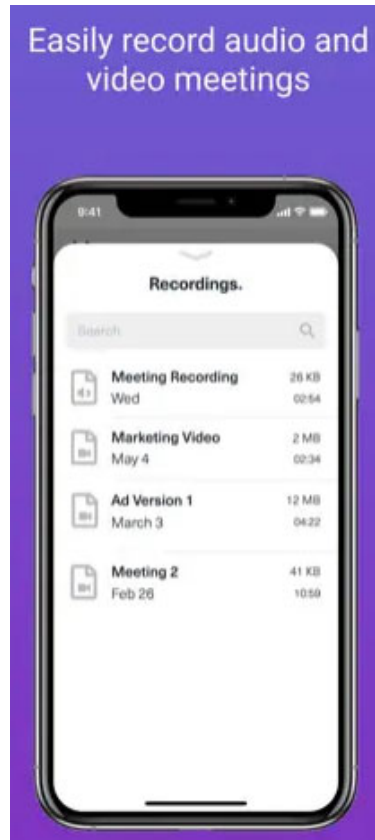 Easily record audio and
video meetings
9:41
Recordings.
Search
Meeting Recording 26 KB
Wed 02:54
Marketing Video 2 MB
May 4 02:34
Ad Version 1 12 MB
March 3 04:22
Meeting 2 41 KB
Feb 26 10:59